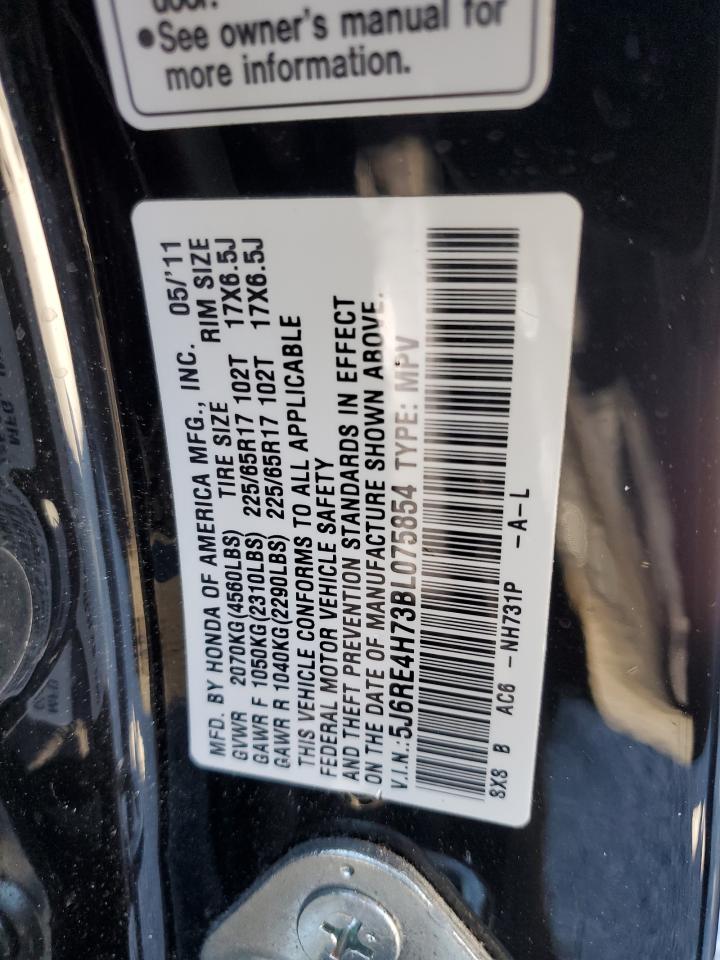 • See owner's manual for
more information.
MFD. BY HONDA OF AMERICA MFG., INC. 05/'11
GVWR 2070KG(4560LBS) TIRE SIZE RIM SIZE
GAWR F 1050KG(2310LBS) 225/65R17 102T 17X6.5J
GAWR R 1040KG(2290LBS) 225/65R17 102T 17X6.5J
THIS VEHICLE CONFORMS TO ALL APPLICABLE
FEDERAL MOTOR VEHICLE SAFETY
AND THEFT PREVENTION STANDARDS IN EFFECT
ON THE DATE OF MANUFACTURE SHOWN ABOVE.
V.I.N.:5J6RE4H73BL075854 TYPE: MPV
8X8 B AC6 -NH731P -A-L